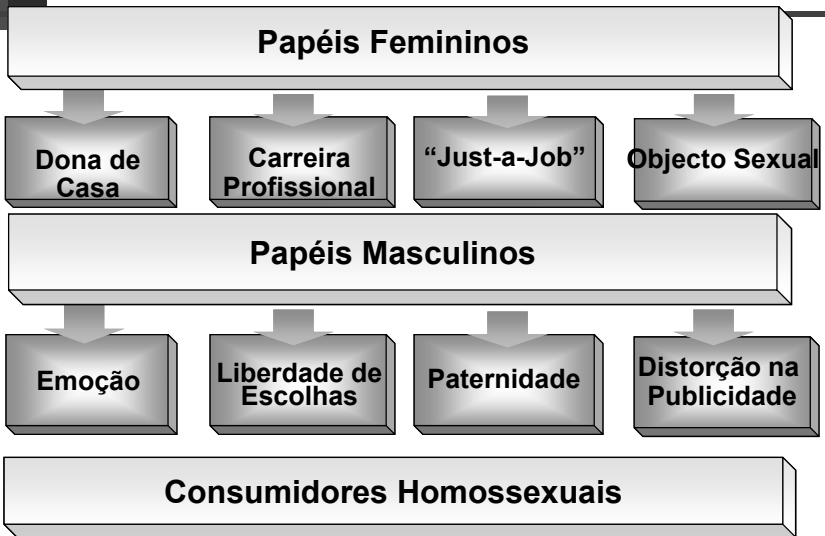 Papéis Femininos
Dona de
Casa
Carreira
Profissional
“Just-a-Job”
Objecto Sexual
Papéis Masculinos
Emoção
Liberdade de
Escolhas
Paternidade
Distorção na
Publicidade
Consumidores Homossexuais